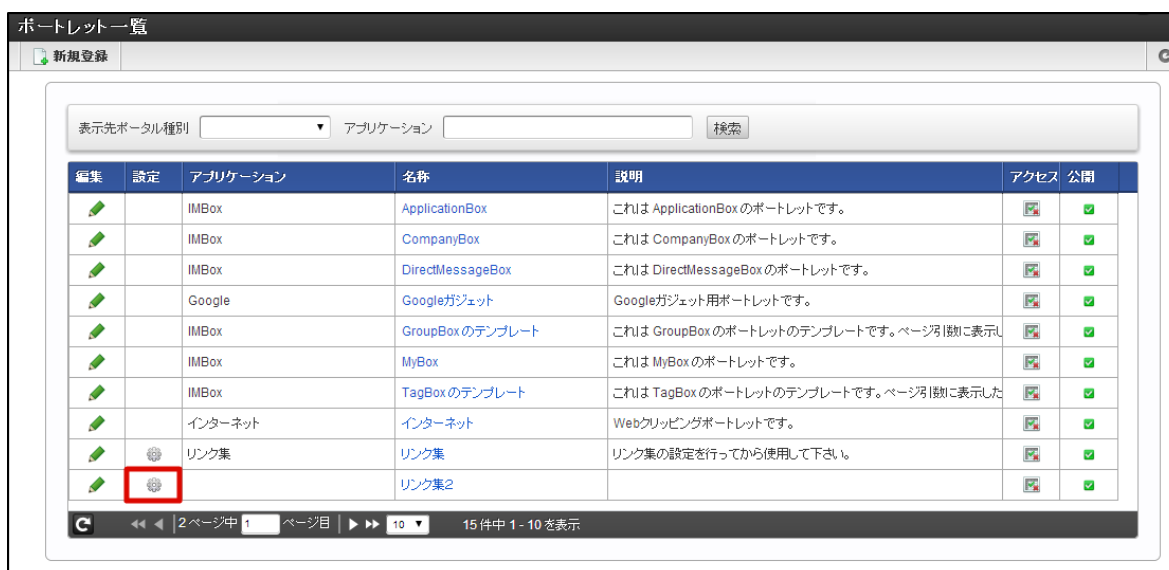 ポートレット一覧
新規登録
表示先ポータル種別 アプリケーション 検索
編集 設定 アプリケーション 名称 説明 アクセス 公開
IMBox ApplicationBox これは ApplicationBox のポートレットです。
IMBox CompanyBox これは CompanyBox のポートレットです。
IMBox DirectMessageBox これは DirectMessageBox のポートレットです。
Google Googleガジェット Googleガジェット用ポートレットです。
IMBox GroupBox のテンプレート これは GroupBox のポートレットのテンプレートです。ページ引数に表示し
IMBox MyBox これは MyBox のポートレットです。
IMBox TagBox のテンプレート これは TagBox のポートレットのテンプレートです。ページ引数に表示した
インターネット インターネット Webクリッピングポートレットです。
リンク集 リンク集 リンク集の設定を行ってから使用して下さい。
リンク集2
2 ページ中 1 ページ目 10 15 件中 1 - 10 を表示